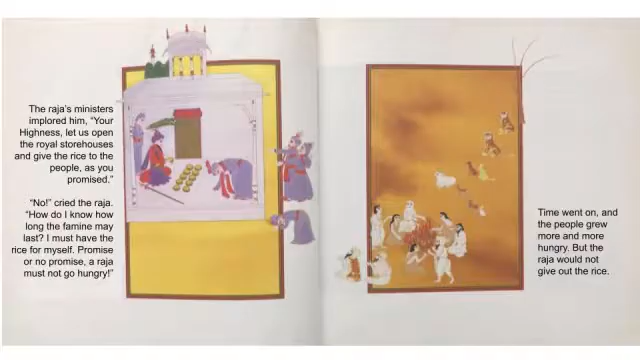 The raja's ministers
implored him, "Your
Highness, let us open
the royal storehouses
and give the rice to the
people, as you
promised."
"No!" cried the raja.
"How do I know how
long the famine may
last? I must have the
rice for myself. Promise
or no promise, a raja
must not go hungry!"
Time went on, and
the people grew
more and more
hungry. But the
raja would not
give out the rice.